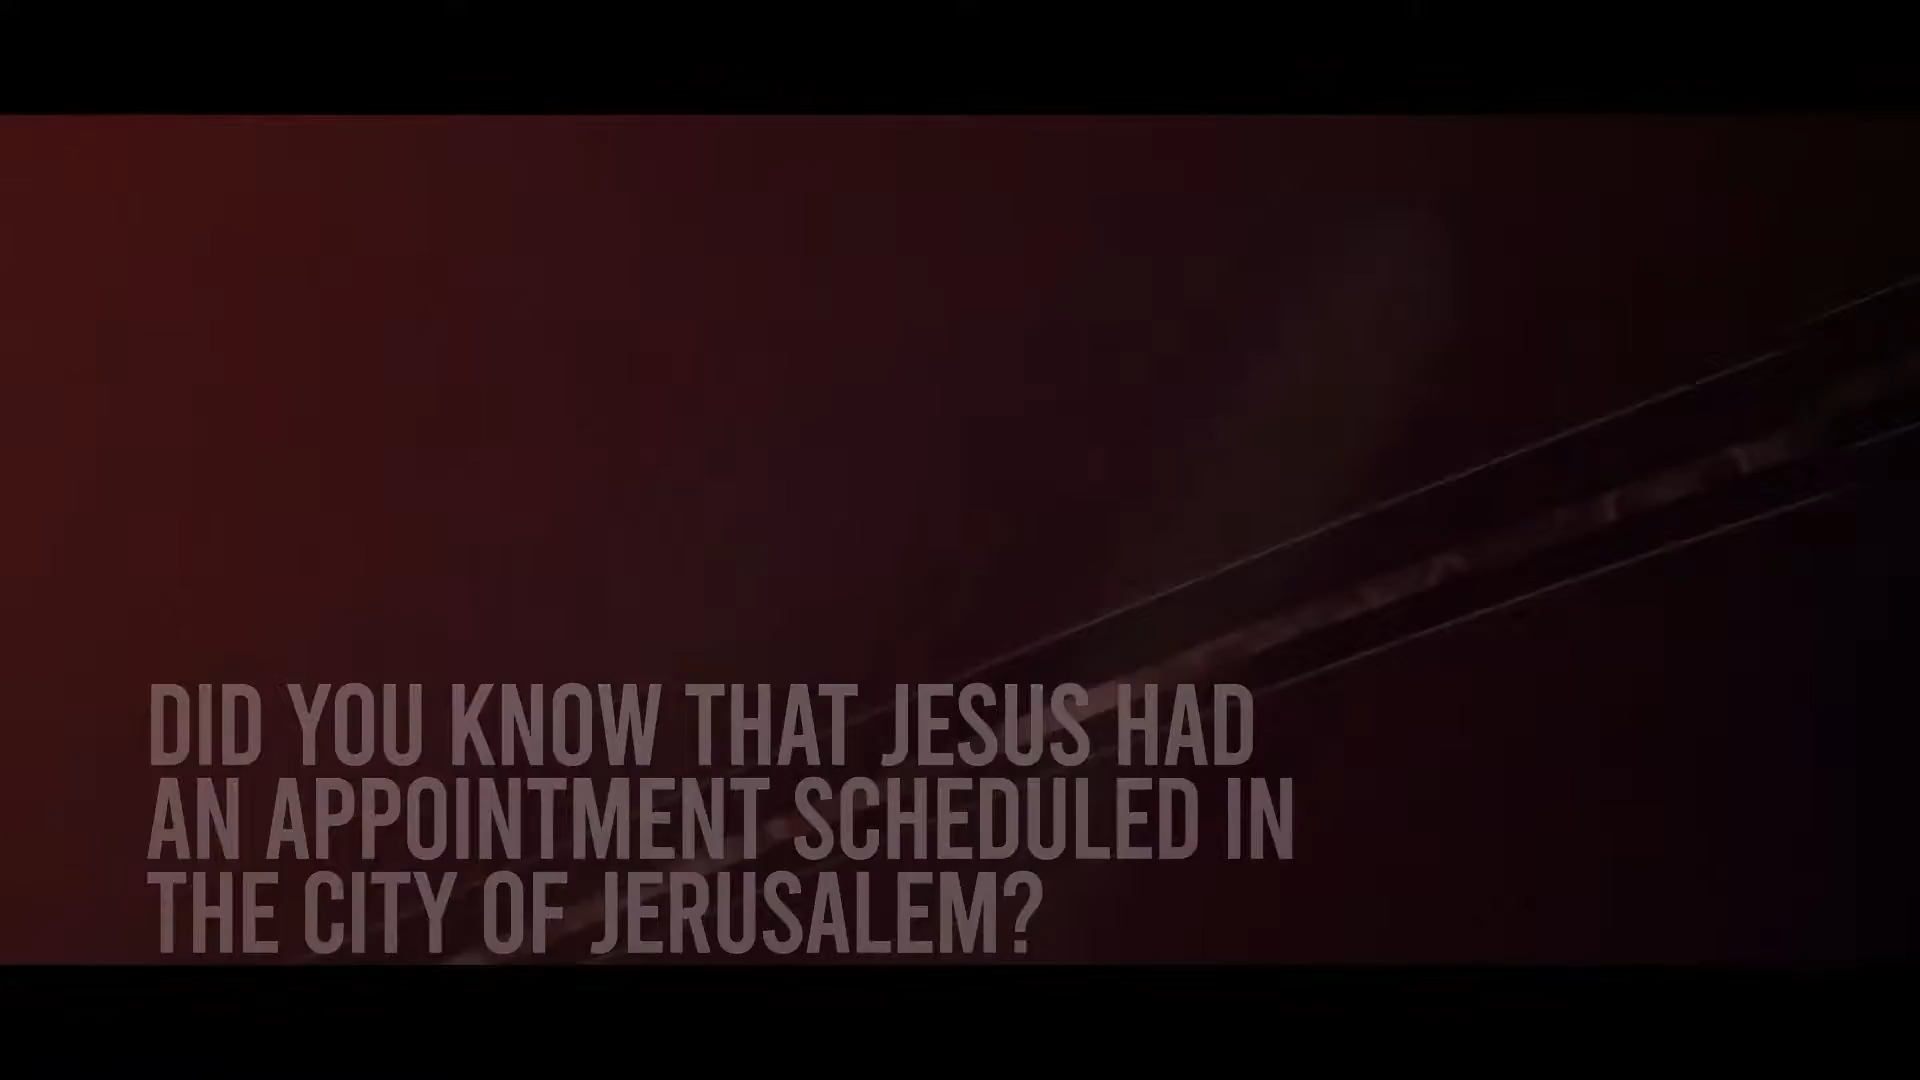 DID YOU KNOW THAT JESUS HAD
AN APPOINTMENT SCHEDULED IN
THE CITY OF JERUSALEM?